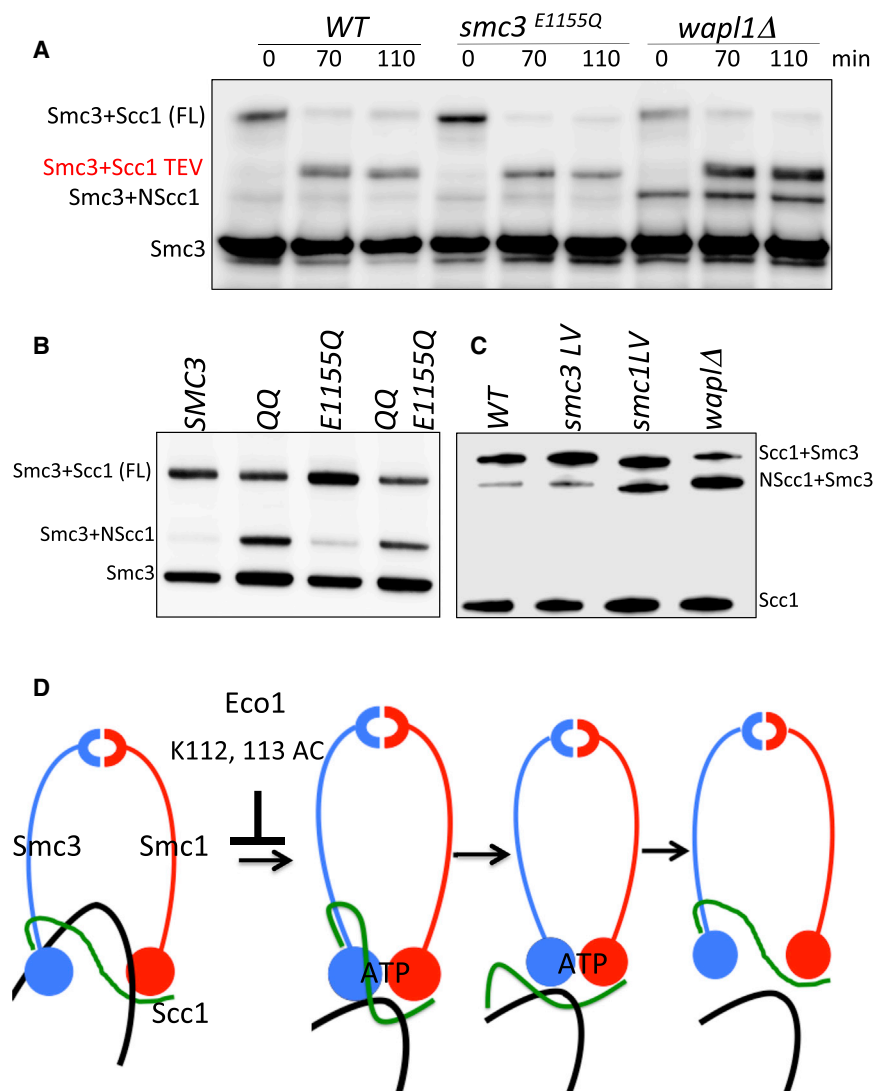 A
WT smc3 E1155Q wapl1Δ
0 70 110 0 70 110 0 70 110 min
Smc3+Scc1 (FL)
Smc3+Scc1 TEV
Smc3+NScc1
Smc3
B
SMC3
QQ
E1155Q
QQ
E1155Q
Smc3+Scc1 (FL)
Smc3+NScc1
Smc3
C
WT
smc3 LV
smc1LV
waplΔ
Scc1+Smc3
NScc1+Smc3
Scc1
D
Eco1
K112, 113 AC
Smc3 Smc1
Scc1
ATP
ATP